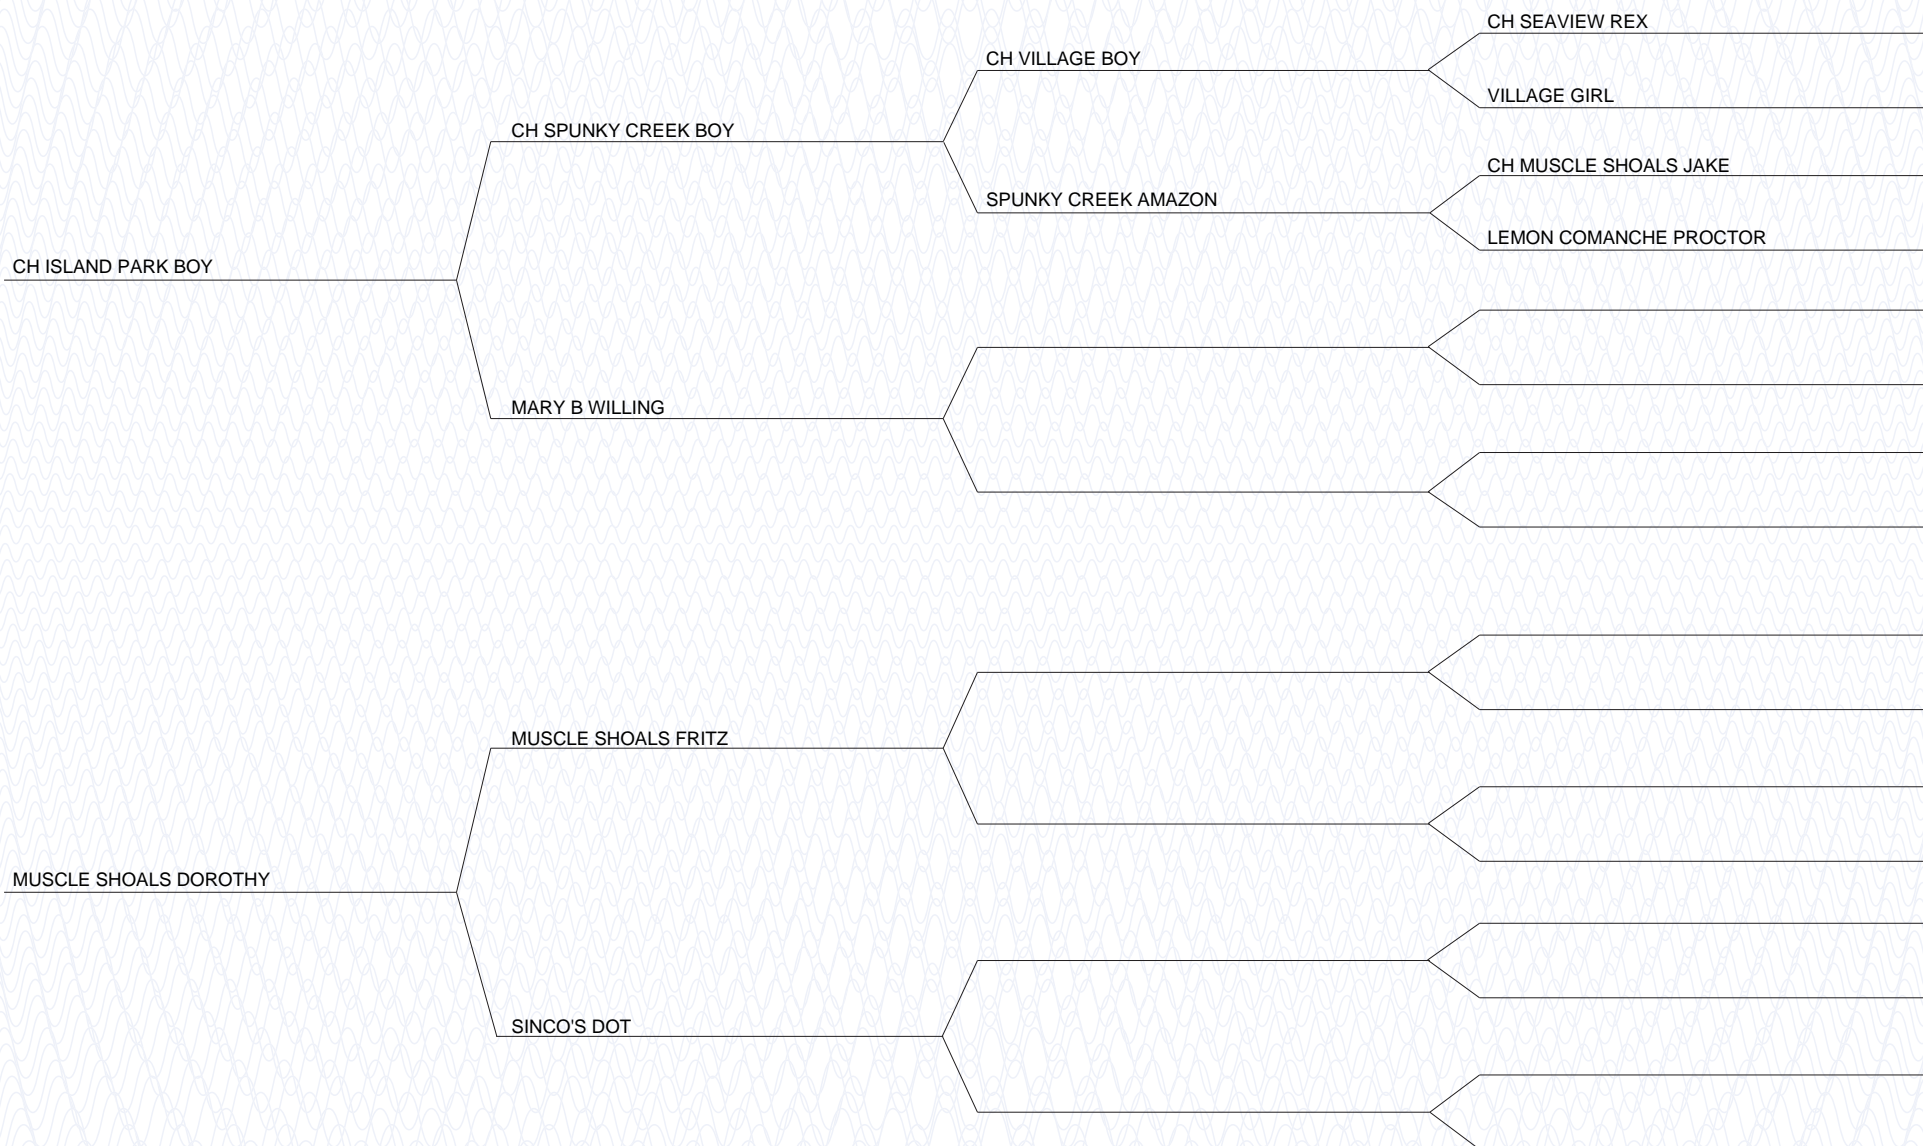 CH SEAVIEW REX
CH VILLAGE BOY
VILLAGE GIRL
CH SPUNKY CREEK BOY
CH MUSCLE SHOALS JAKE
SPUNKY CREEK AMAZON
LEMON COMANCHE PROCTOR
CH ISLAND PARK BOY
MARY B WILLING
MUSCLE SHOALS FRITZ
MUSCLE SHOALS DOROTHY
SINCO'S DOT